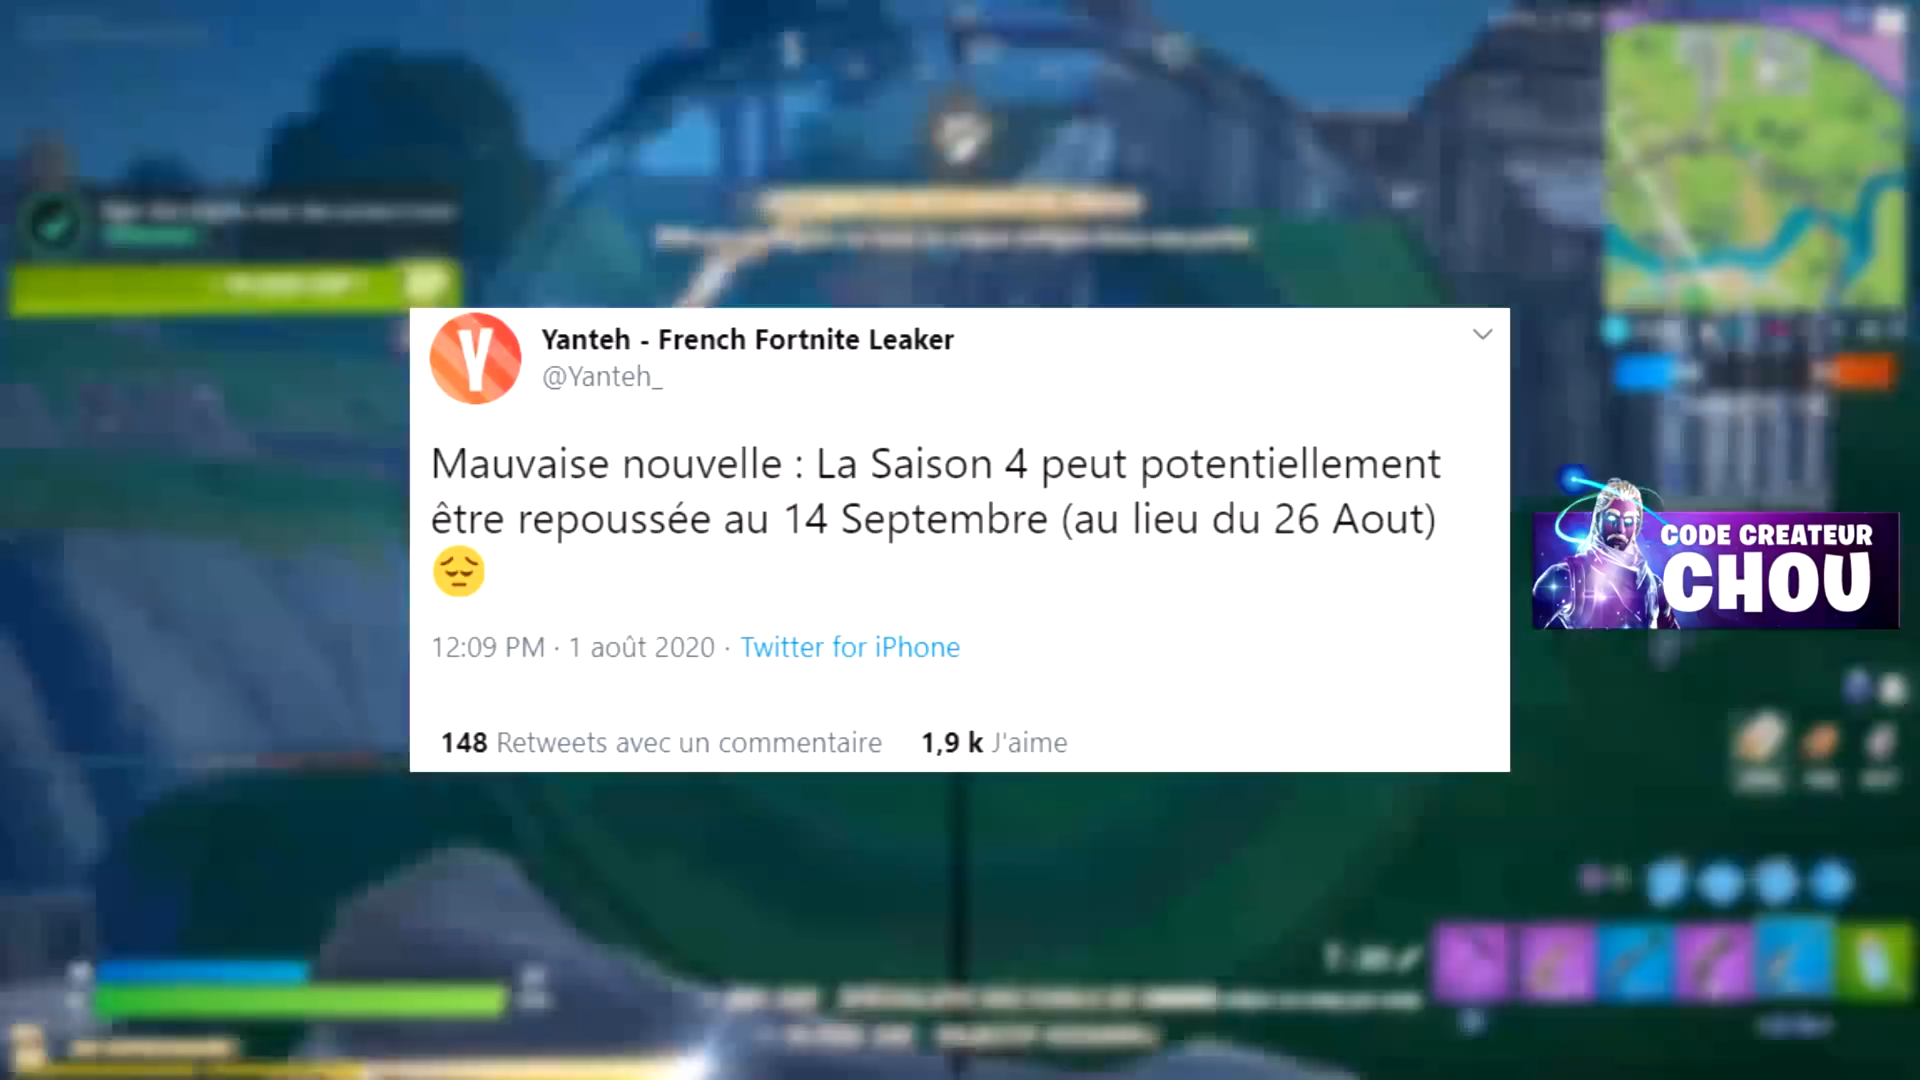 Yanteh - French Fortnite Leaker
@Yanteh_
Mauvaise nouvelle : La Saison 4 peut potentiellement
être repoussée au 14 Septembre (au lieu du 26 Aout)
12:09 PM · 1 août 2020 · Twitter for iPhone
148 Retweets avec un commentaire 1,9 k J'aime
CODE CREATEUR
CHOU